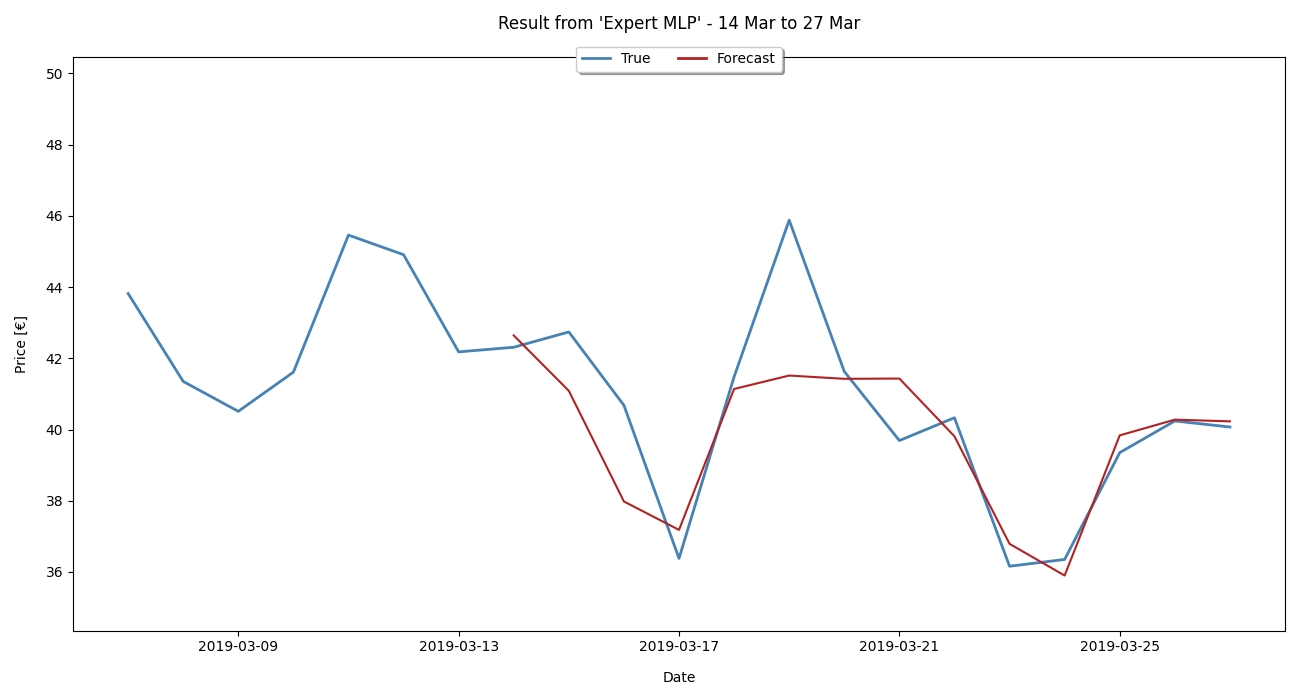 Result from 'Expert MLP' - 14 Mar to 27 Mar
True Forecast
50
48
46
44
42
40
38
36
Price [€]
2019-03-09 2019-03-13 2019-03-17 2019-03-21 2019-03-25
Date